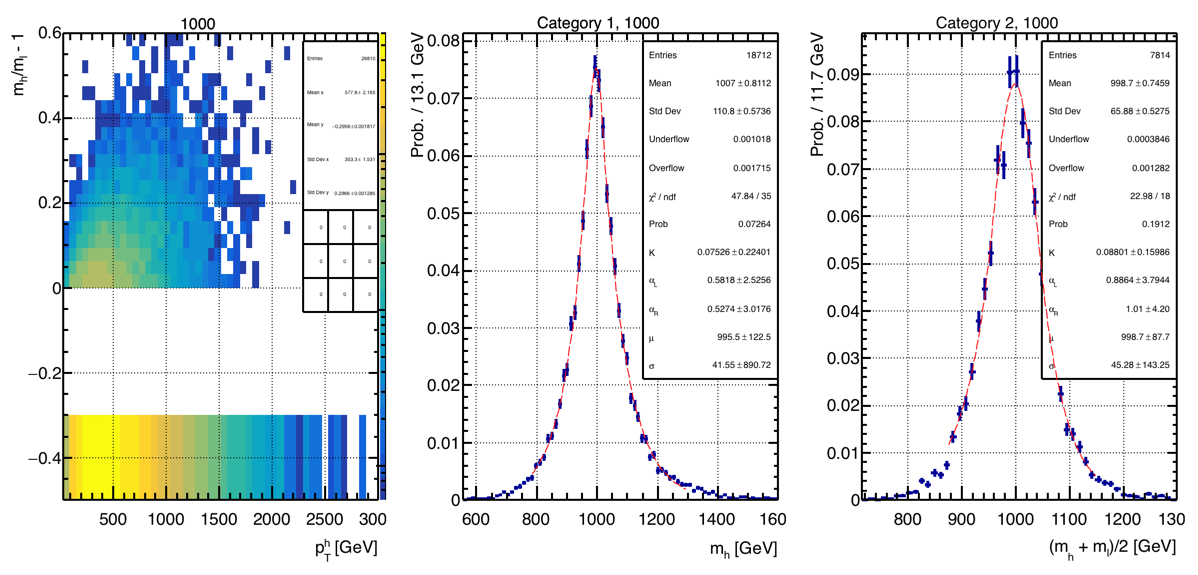 1000
m_h/m_l - 1
Entries 26810
Mean x 577.8 ± 2.165
Mean y −0.2956 ± 0.001817
Std Dev x 353.3 ± 1.531
Std Dev y 0.2966 ± 0.001285
0 0 0
0 0 0
0 0 0
0.6
0.4
0.2
0
−0.2
−0.4
500 1000 1500 2000 2500 300
p_T^h [GeV]
Category 1, 1000
Prob. / 13.1 GeV
Entries 18712
Mean 1007 ± 0.8112
Std Dev 110.8 ± 0.5736
Underflow 0.001018
Overflow 0.001715
χ² / ndf 47.84 / 35
Prob 0.07264
K 0.07526 ± 0.22401
α_L 0.5818 ± 2.5256
α_R 0.5274 ± 3.0176
μ 995.5 ± 122.5
σ 41.55 ± 890.72
0.08
0.07
0.06
0.05
0.04
0.03
0.02
0.01
0
600 800 1000 1200 1400 160
m_h [GeV]
Category 2, 1000
Prob. / 11.7 GeV
Entries 7814
Mean 998.7 ± 0.7459
Std Dev 65.88 ± 0.5275
Underflow 0.0003846
Overflow 0.001282
χ² / ndf 22.98 / 18
Prob 0.1912
K 0.08801 ± 0.15986
α_L 0.8864 ± 3.7944
α_R 1.01 ± 4.20
μ 998.7 ± 87.7
σ 45.28 ± 143.25
0.09
0.08
0.07
0.06
0.05
0.04
0.03
0.02
0.01
0
800 900 1000 1100 1200 130
(m_h + m_l)/2 [GeV]